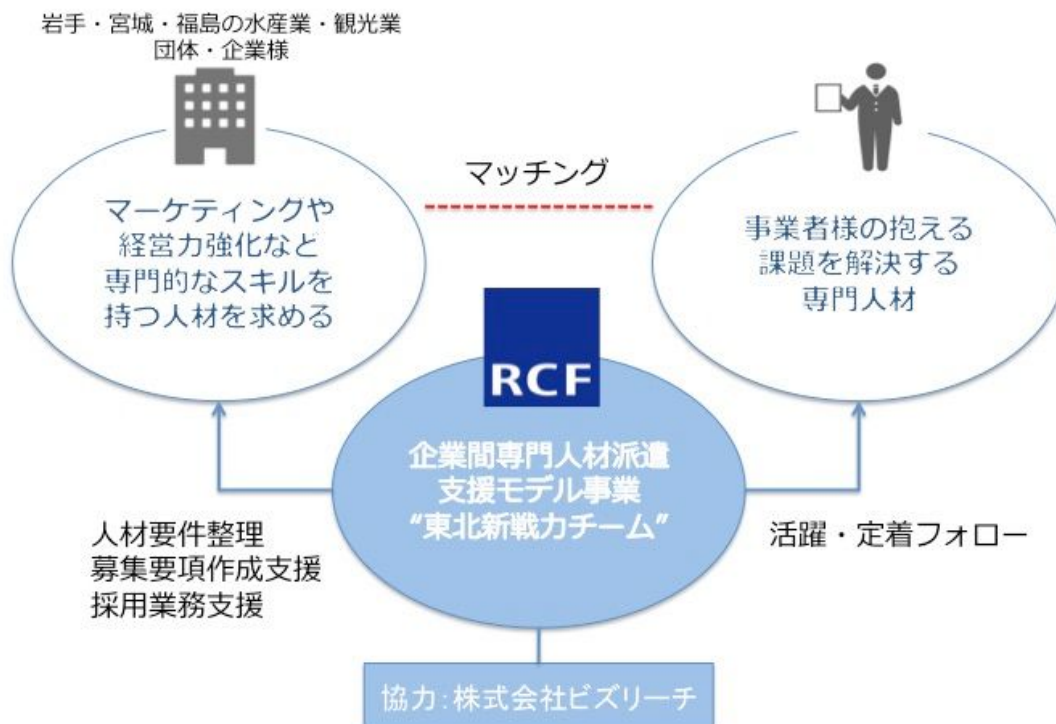 岩手・宮城・福島の水産業・観光業
団体・企業様
マッチング
マーケティングや
経営力強化など
専門的なスキルを
持つ人材を求める
事業者様の抱える
課題を解決する
専門人材
RCF
企業間専門人材派遣
支援モデル事業
“東北新戦力チーム”
人材要件整理
募集要項作成支援
採用業務支援
活躍・定着フォロー
協力：株式会社ビズリーチ